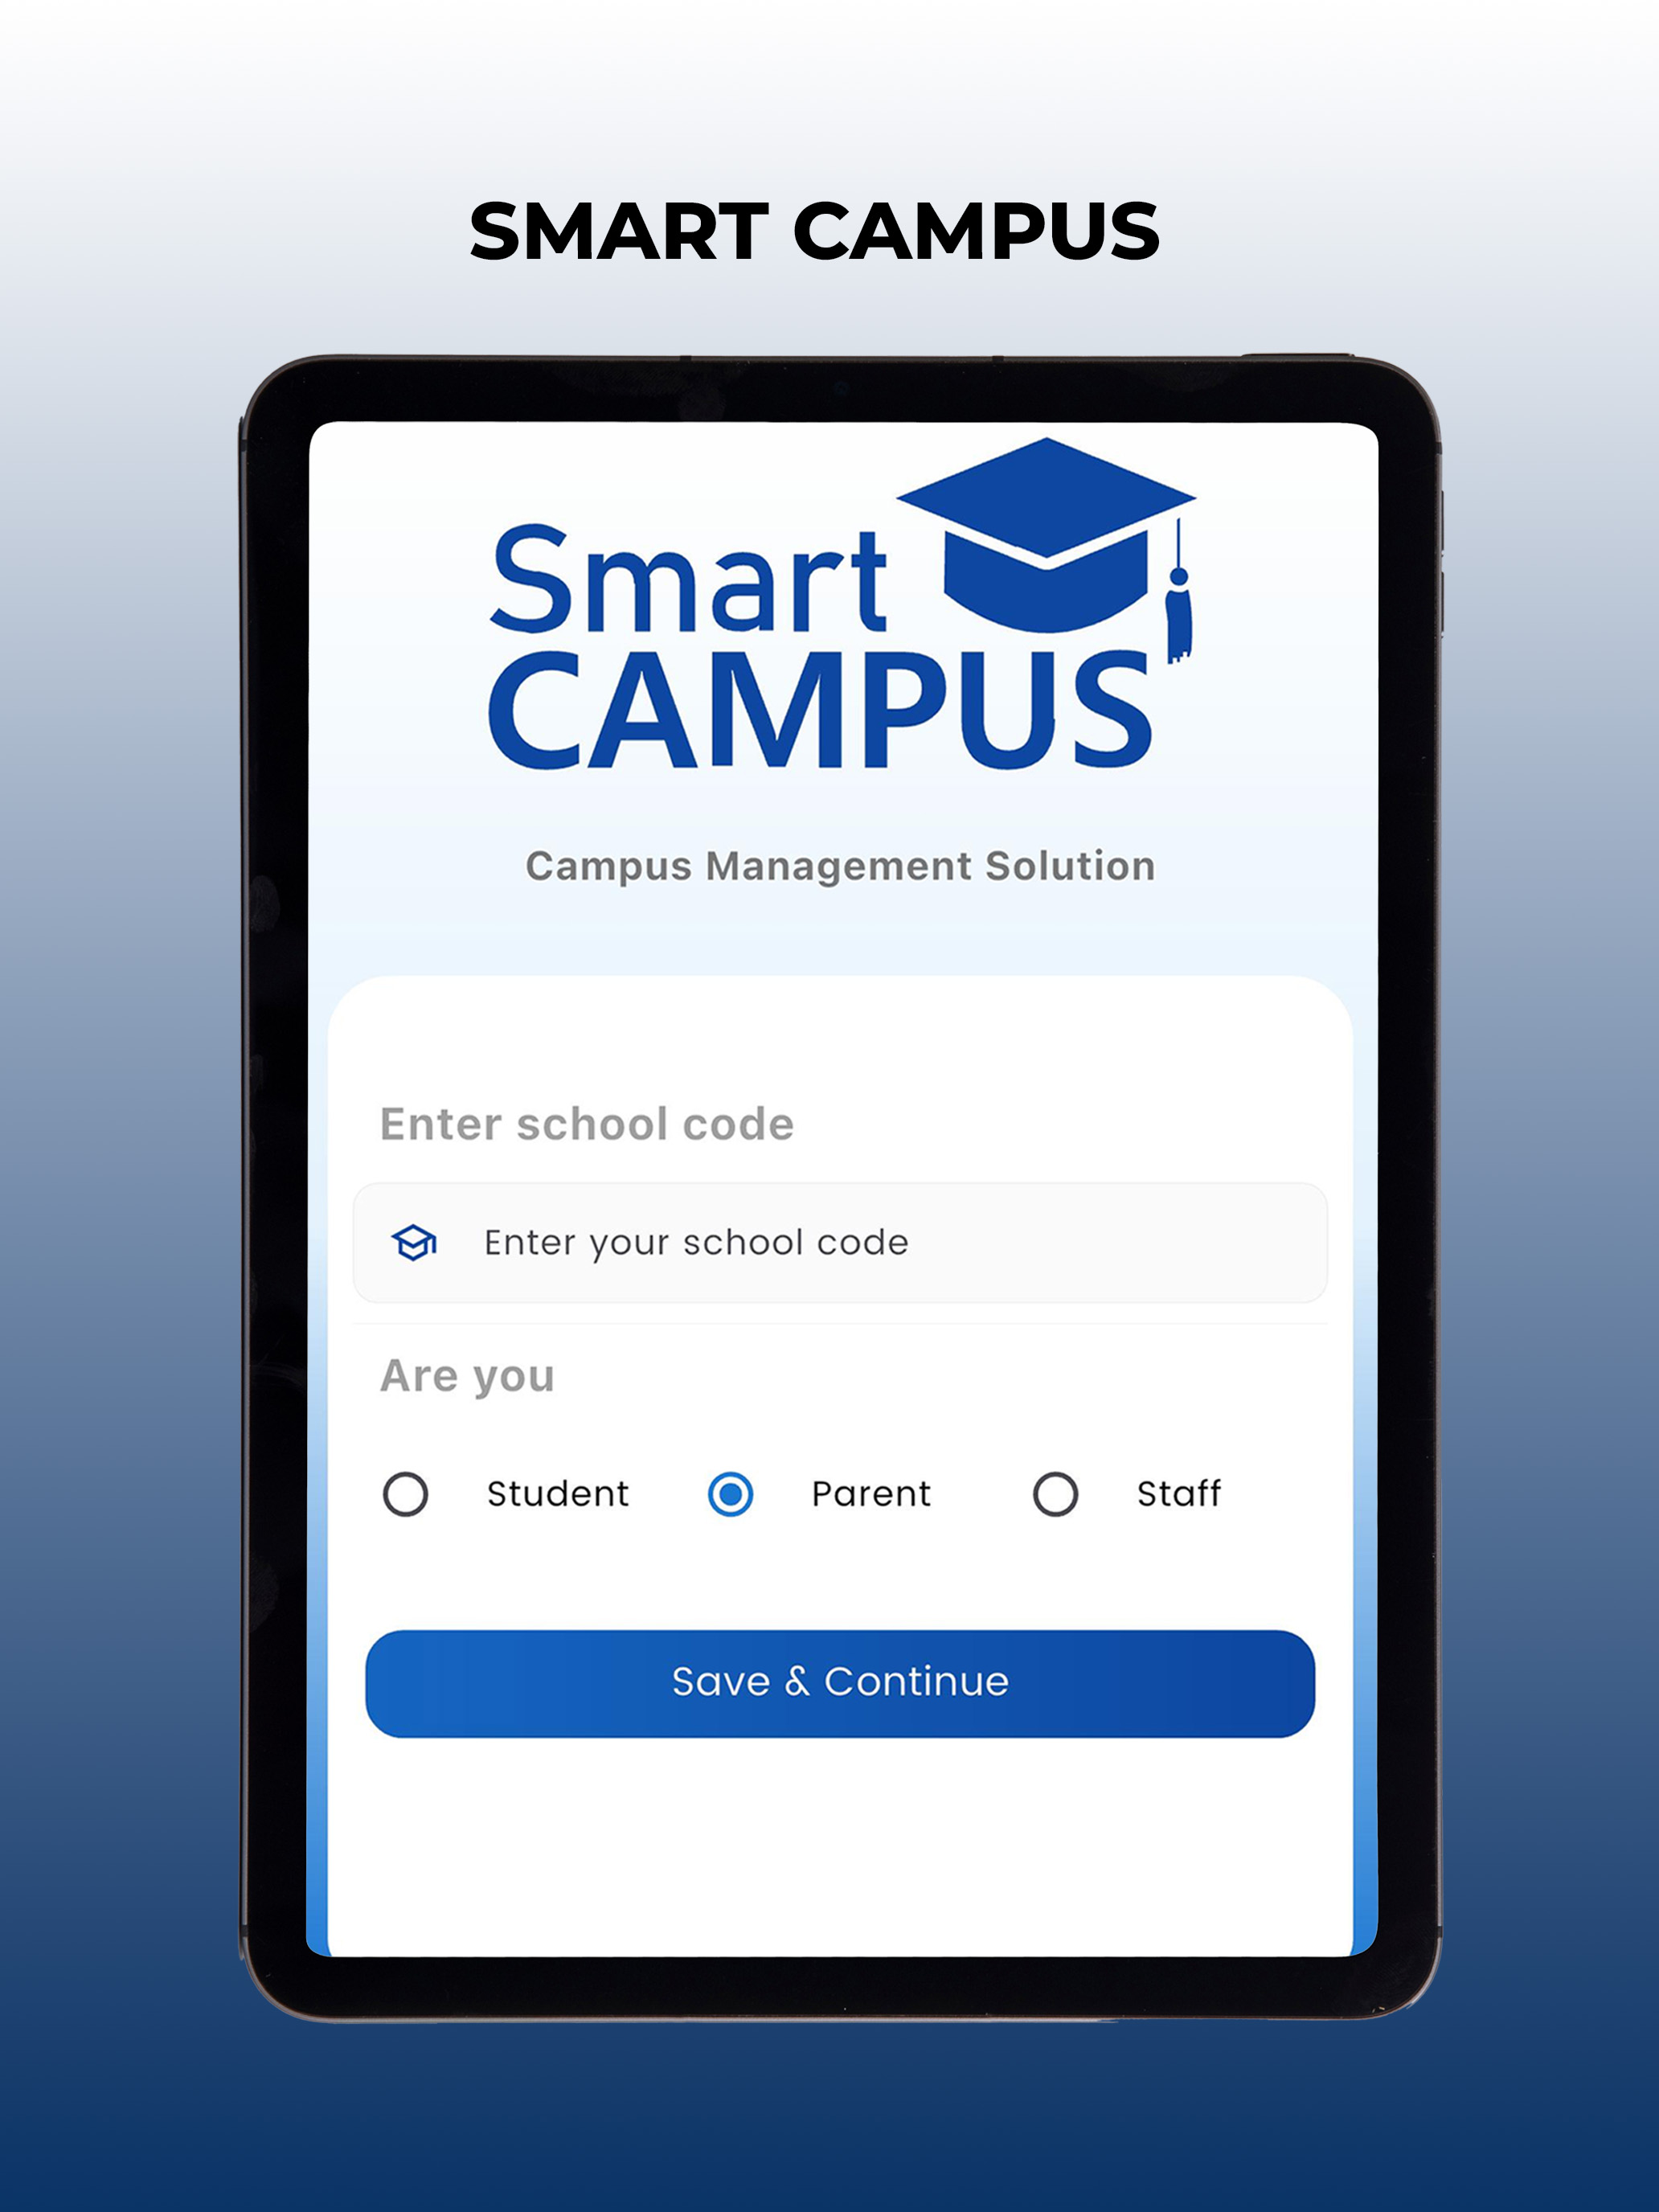 SMART CAMPUS
Smart
CAMPUS
Campus Management Solution
Enter school code
Enter your school code
Are you
Student Parent Staff
Save & Continue